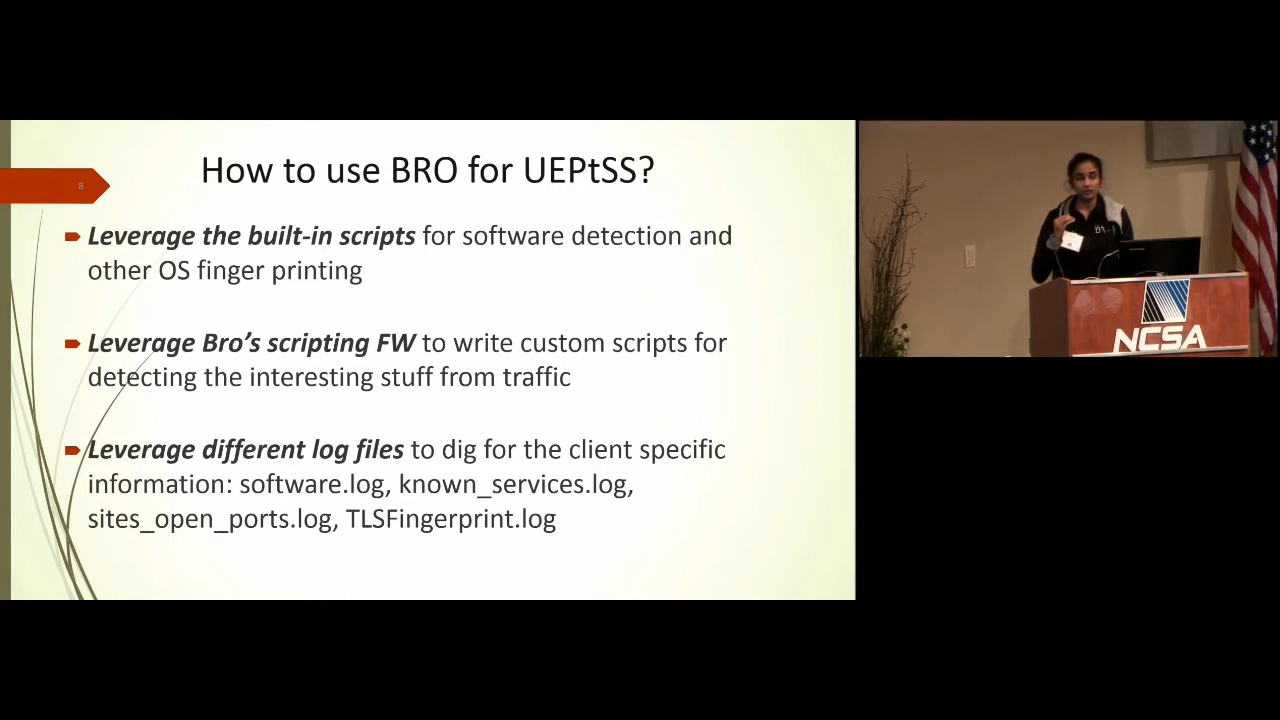 8
How to use BRO for UEPtSS?
Leverage the built-in scripts for software detection and
other OS finger printing
Leverage Bro's scripting FW to write custom scripts for
detecting the interesting stuff from traffic
Leverage different log files to dig for the client specific
information: software.log, known_services.log,
sites_open_ports.log, TLSFingerprint.log
NCSA